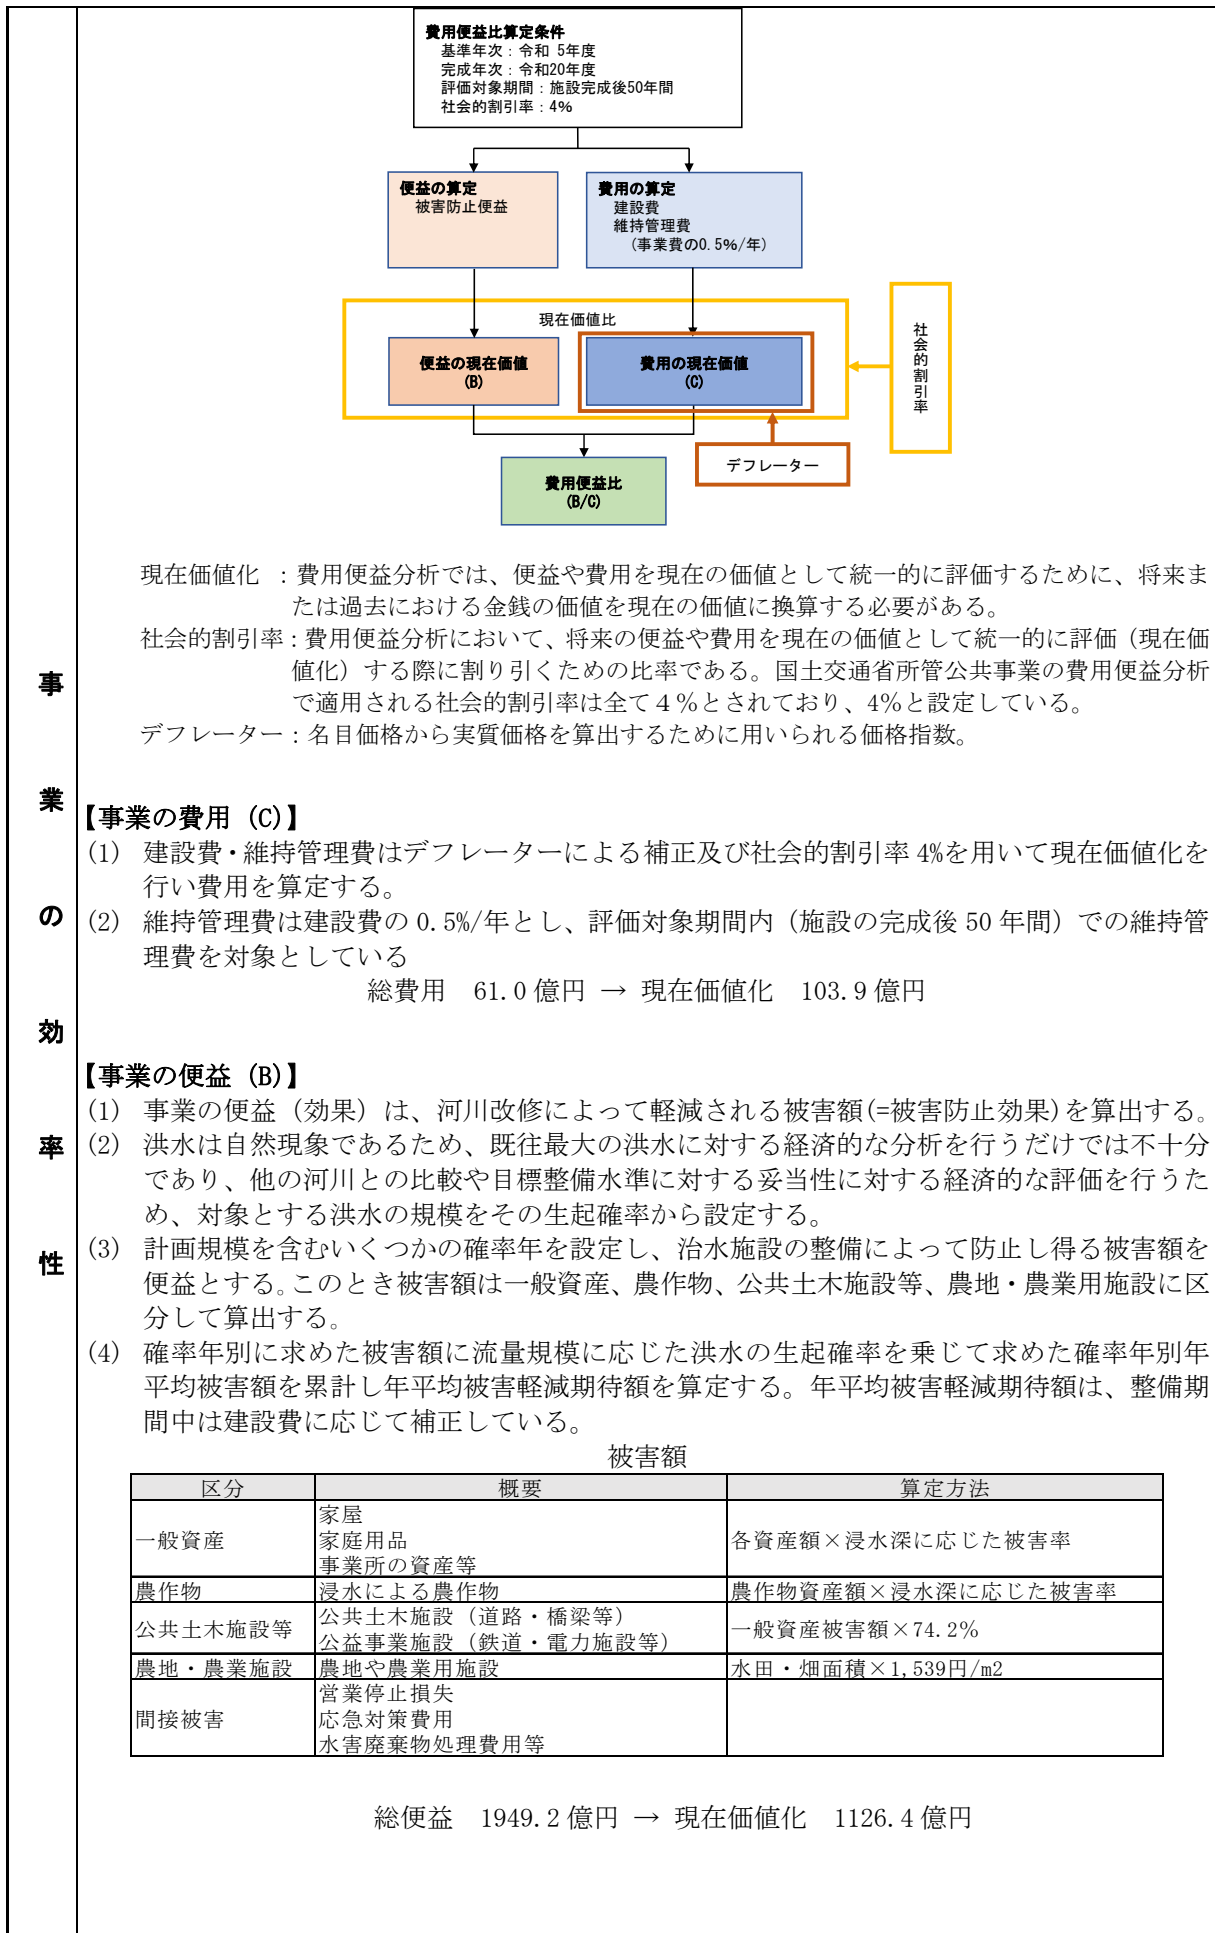 費用便益比算定条件
基準年次：令和 5年度
完成年次：令和20年度
評価対象期間：施設完成後50年間
社会的割引率：4%
便益の算定
被害防止便益
費用の算定
建設費
維持管理費
(事業費の0.5%/年)
現在価値比
便益の現在価値
(B)
費用の現在価値
(C)
社会的割引率
デフレーター
費用便益比
(B/C)
現在価値化 ：費用便益分析では、便益や費用を現在の価値として統一的に評価するために、将来ま
たは過去における金銭の価値を現在の価値に換算する必要がある。
社会的割引率：費用便益分析において、将来の便益や費用を現在の価値として統一的に評価（現在価
値化）する際に割り引くための比率である。国土交通省所管公共事業の費用便益分析
で適用される社会的割引率は全て４％とされており、4%と設定している。
デフレーター：名目価格から実質価格を算出するために用いられる価格指数。
事業の効率性
【事業の費用 (C)】
(1) 建設費・維持管理費はデフレーターによる補正及び社会的割引率 4%を用いて現在価値化を
行い費用を算定する。
(2) 維持管理費は建設費の 0.5%/年とし、評価対象期間内（施設の完成後 50 年間）での維持管
理費を対象としている
総費用 61.0 億円 → 現在価値化 103.9 億円
【事業の便益 (B)】
(1) 事業の便益（効果）は、河川改修によって軽減される被害額(=被害防止効果)を算出する。
(2) 洪水は自然現象であるため、既往最大の洪水に対する経済的な分析を行うだけでは不十分
であり、他の河川との比較や目標整備水準に対する妥当性に対する経済的な評価を行うた
め、対象とする洪水の規模をその生起確率から設定する。
(3) 計画規模を含むいくつかの確率年を設定し、治水施設の整備によって防止し得る被害額を
便益とする。このとき被害額は一般資産、農作物、公共土木施設等、農地・農業用施設に区
分して算出する。
(4) 確率年別に求めた被害額に流量規模に応じた洪水の生起確率を乗じて求めた確率年別年
平均被害額を累計し年平均被害軽減期待額を算定する。年平均被害軽減期待額は、整備期
間中は建設費に応じて補正している。
被害額
区分 概要 算定方法
家屋
一般資産 家庭用品 各資産額×浸水深に応じた被害率
事業所の資産等
農作物 浸水による農作物 農作物資産額×浸水深に応じた被害率
公共土木施設等 公共土木施設（道路・橋梁等） 一般資産被害額×74.2%
公益事業施設（鉄道・電力施設等）
農地・農業施設 農地や農業用施設 水田・畑面積×1,539円/m2
営業停止損失
間接被害 応急対策費用
水害廃棄物処理費用等
総便益 1949.2 億円 → 現在価値化 1126.4 億円